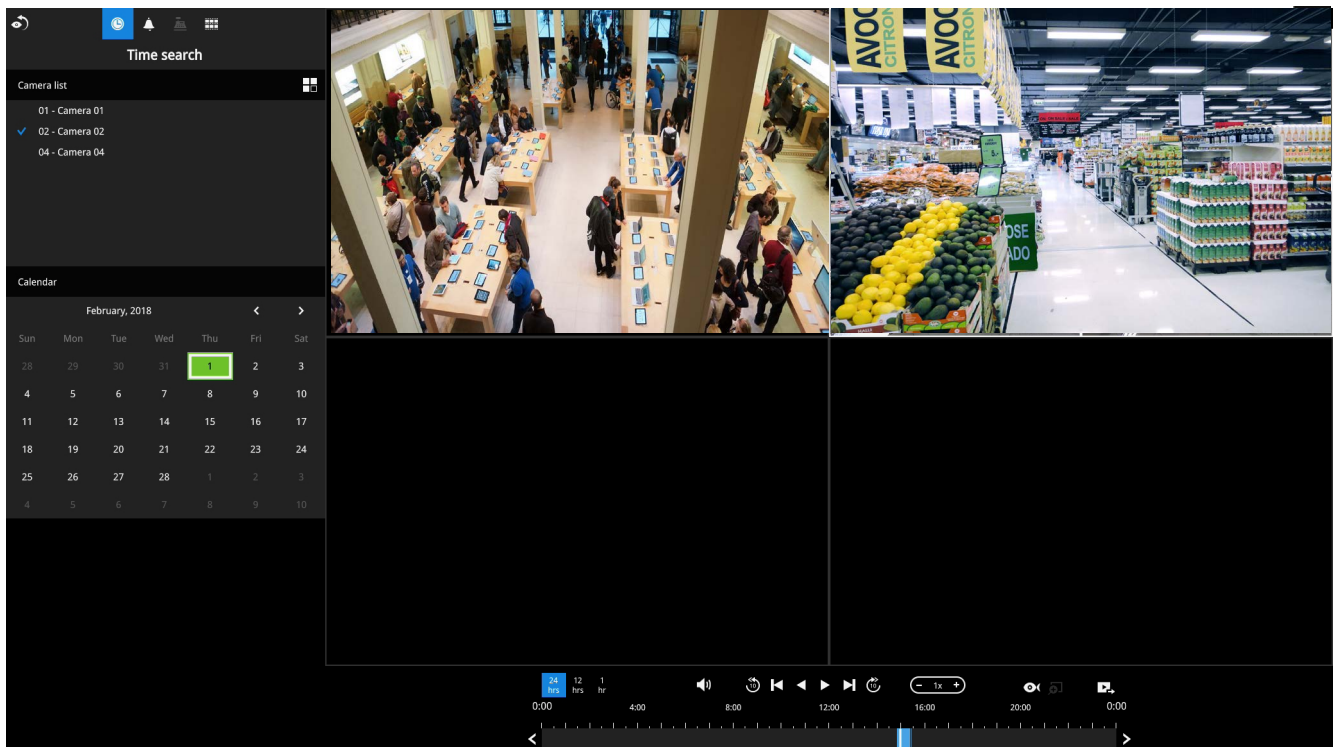 Time search
Camera list
01 - Camera 01
02 - Camera 02
04 - Camera 04
Calendar
February, 2018
Sun Mon Tue Wed Thu Fri Sat
28 29 30 31 1 2 3
4 5 6 7 8 9 10
11 12 13 14 15 16 17
18 19 20 21 22 23 24
25 26 27 28 1 2 3
4 5 6 7 8 9 10
AVOC
CITRON
AVOC
CITRON
OSE
ADO
24 12 1
hrs hrs hr
10 10 1x
0:00 4:00 8:00 12:00 16:00 20:00 0:00